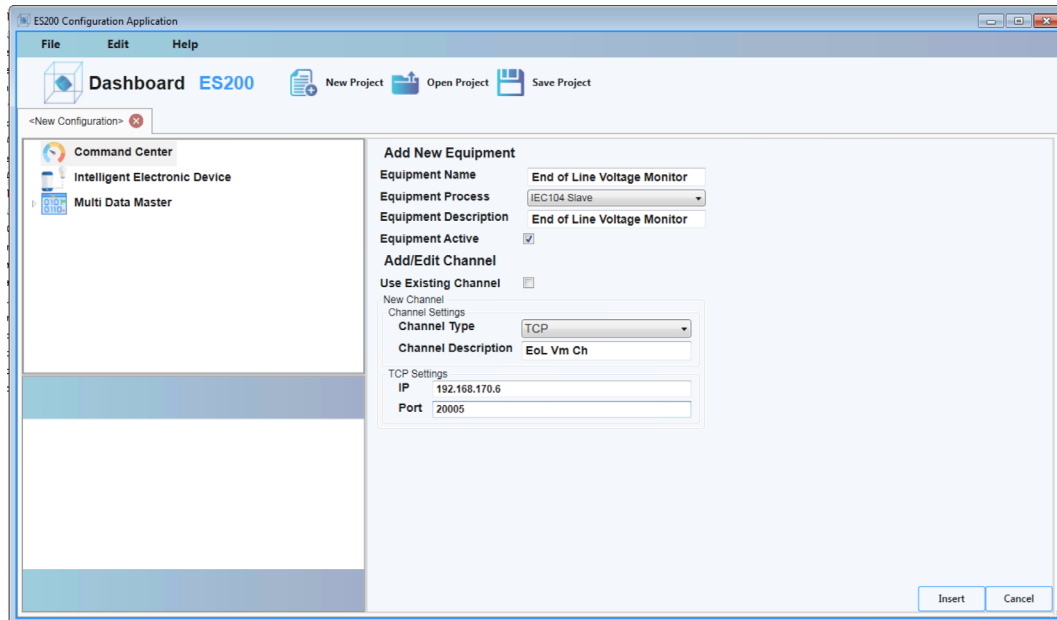 ES200 Configuration Application
File Edit Help
Dashboard ES200 New Project Open Project Save Project
<New Configuration>
Command Center
Intelligent Electronic Device
Multi Data Master
Add New Equipment
Equipment Name End of Line Voltage Monitor
Equipment Process IEC104 Slave
Equipment Description End of Line Voltage Monitor
Equipment Active
Add/Edit Channel
Use Existing Channel
New Channel
Channel Settings
Channel Type TCP
Channel Description EoL Vm Ch
TCP Settings
IP 192.168.170.6
Port 20005
Insert Cancel